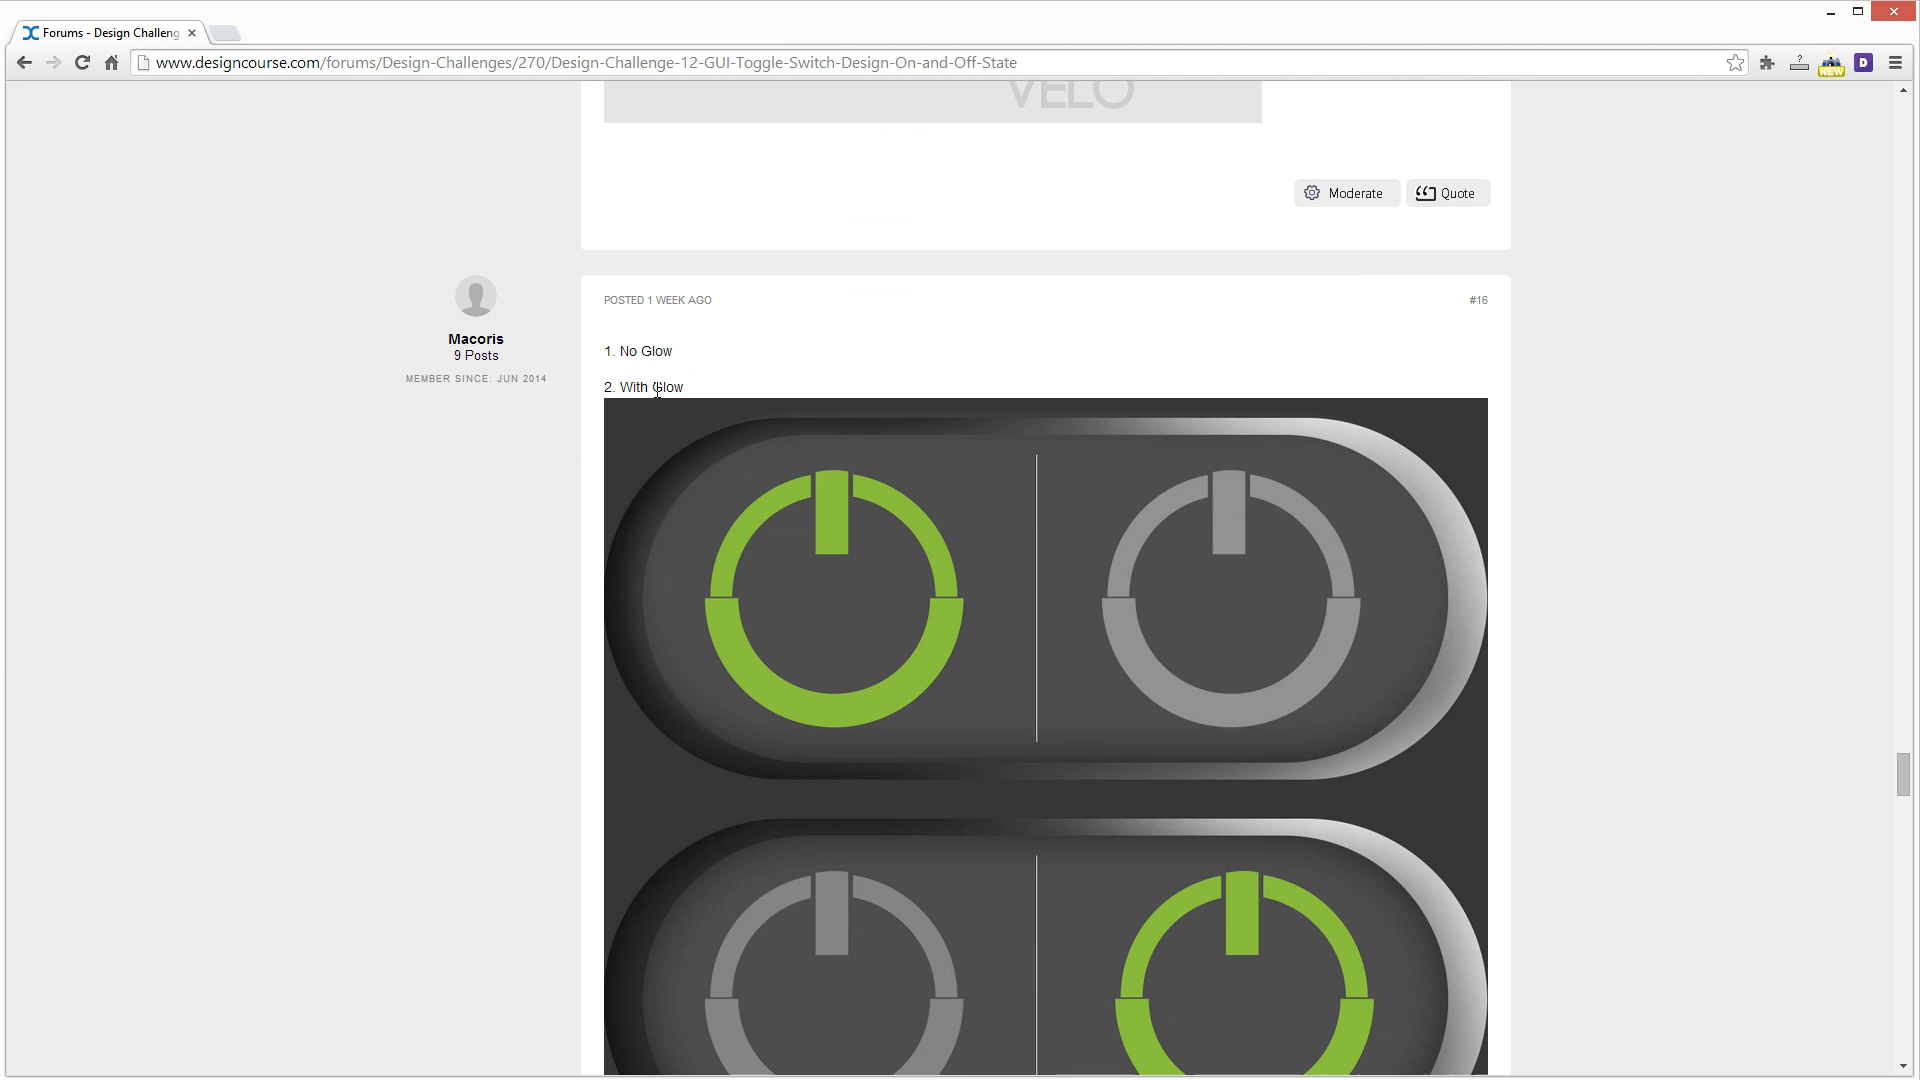 Forums - Design Challeng
www.designcourse.com/forums/Design-Challenges/270/Design-Challenge-12-GUI-Toggle-Switch-Design-On-and-Off-State
?
NEW
D
VELO
Moderate
Quote
POSTED 1 WEEK AGO
#16
Macoris
9 Posts
MEMBER SINCE: JUN 2014
1. No Glow
2. With Glow